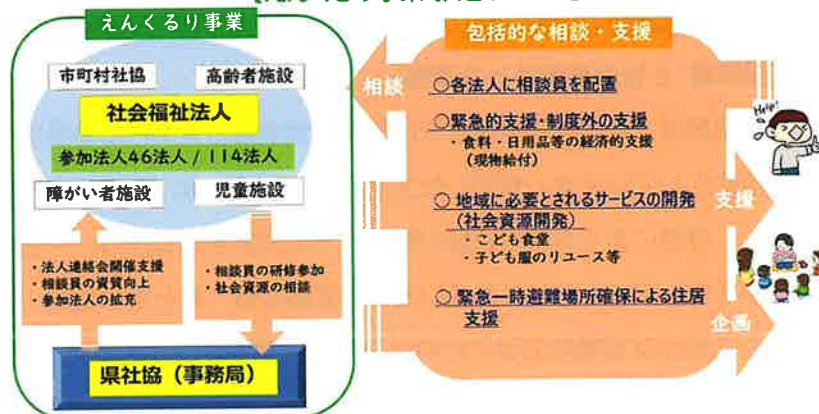 えんくるり事業
市町村社協
高齢者施設
社会福祉法人
参加法人46法人/114法人
障がい者施設
児童施設
・法人連絡会開催支援
・相談員の資質向上
・参加法人の拡充
・相談員の研修参加
・社会資源の相談
県社協(事務局)
包括的な相談・支援
相談
○各法人に相談員を配置
○緊急的支援・制度外の支援
・食料・日用品等の経済的支援
(現物給付)
○地域に必要とされるサービスの開発
(社会資源開発)
・こども食堂
・子ども服のリユース等
○緊急一時避難場所確保による住居
支援
支援
企画
Help!